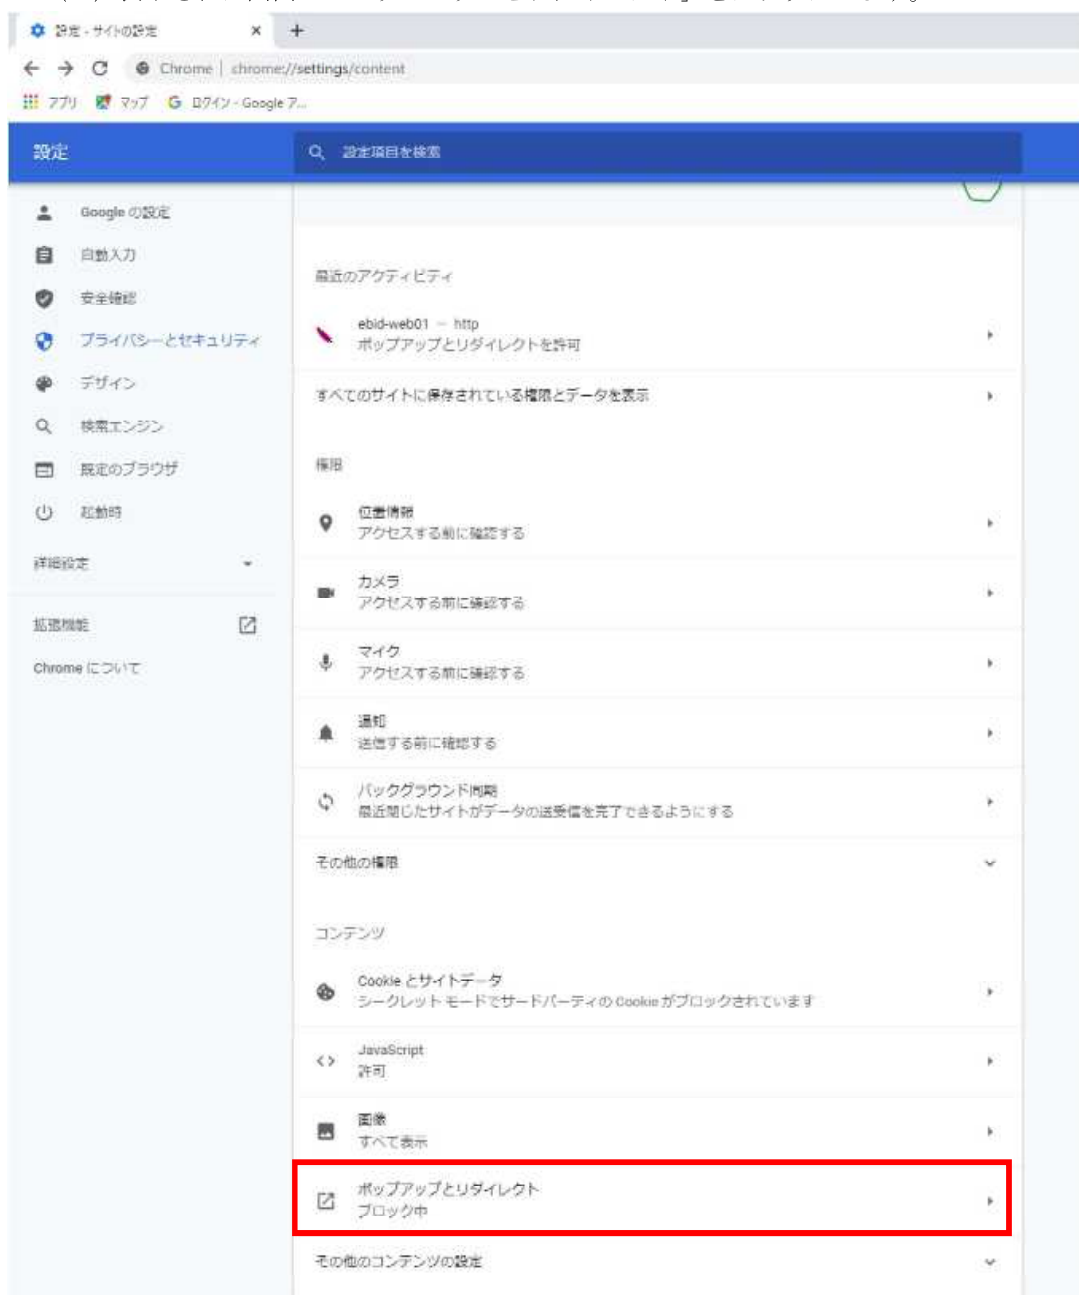 設定 - サイトの設定
Chrome | chrome://settings/content
アプリ マップ ログイン - Google ア...
設定
設定項目を検索
Google の設定
自動入力
安全確認
プライバシーとセキュリティ
デザイン
検索エンジン
既定のブラウザ
起動時
詳細設定
拡張機能
Chrome について
最近のアクティビティ
ebid-web01 — http
ポップアップとリダイレクトを許可
すべてのサイトに保存されている権限とデータを表示
権限
位置情報
アクセスする前に確認する
カメラ
アクセスする前に確認する
マイク
アクセスする前に確認する
通知
送信する前に確認する
バックグラウンド同期
最近閉じたサイトがデータの送受信を完了できるようにする
その他の権限
コンテンツ
Cookie とサイトデータ
シークレット モードでサードパーティの Cookie がブロックされています
JavaScript
許可
画像
すべて表示
ポップアップとリダイレクト
ブロック中
その他のコンテンツの設定